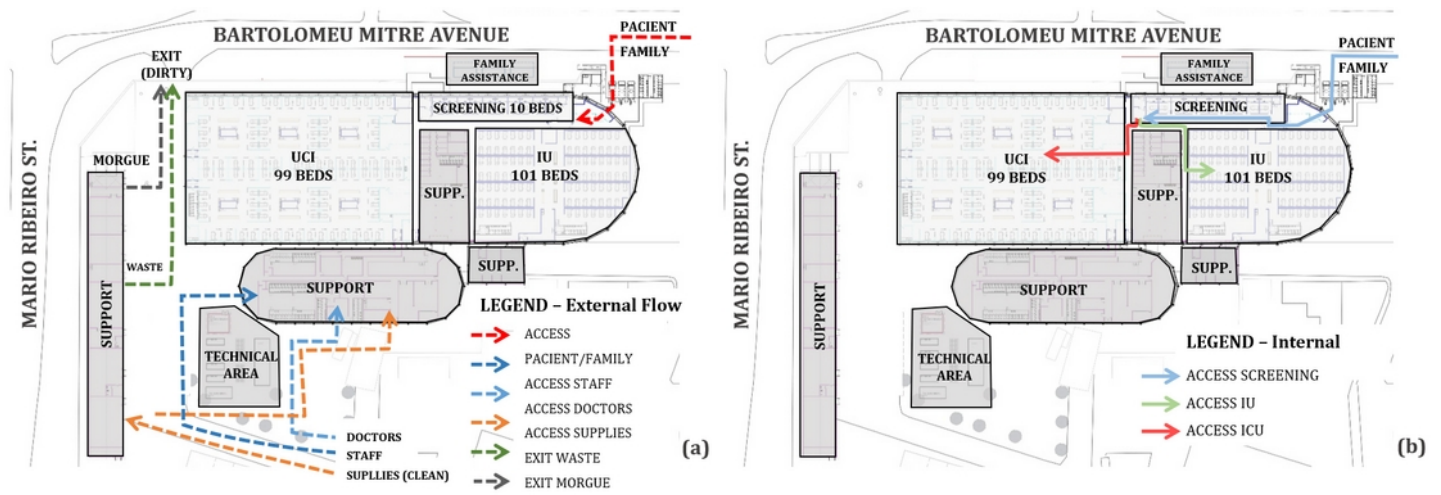 BARTOLOMEU MITRE AVENUE
PACIENT
FAMILY
EXIT
(DIRTY)
FAMILY
ASSISTANCE
SCREENING 10 BEDS
MORGUE
UCI
99 BEDS
IU
101 BEDS
SUPP.
MARIO RIBEIRO ST.
WASTE
SUPP.
SUPPORT
SUPPORT
TECHNICAL
AREA
LEGEND – External Flow
ACCESS
PACIENT/FAMILY
ACCESS STAFF
ACCESS DOCTORS
ACCESS SUPPLIES
EXIT WASTE
EXIT MORGUE
DOCTORS
STAFF
SUPLLIES (CLEAN)
(a)
BARTOLOMEU MITRE AVENUE
PACIENT
FAMILY
FAMILY
ASSISTANCE
SCREENING
UCI
99 BEDS
IU
101 BEDS
SUPP.
MARIO RIBEIRO ST.
SUPP.
SUPPORT
SUPPORT
TECHNICAL
AREA
LEGEND – Internal
ACCESS SCREENING
ACCESS IU
ACCESS ICU
(b)